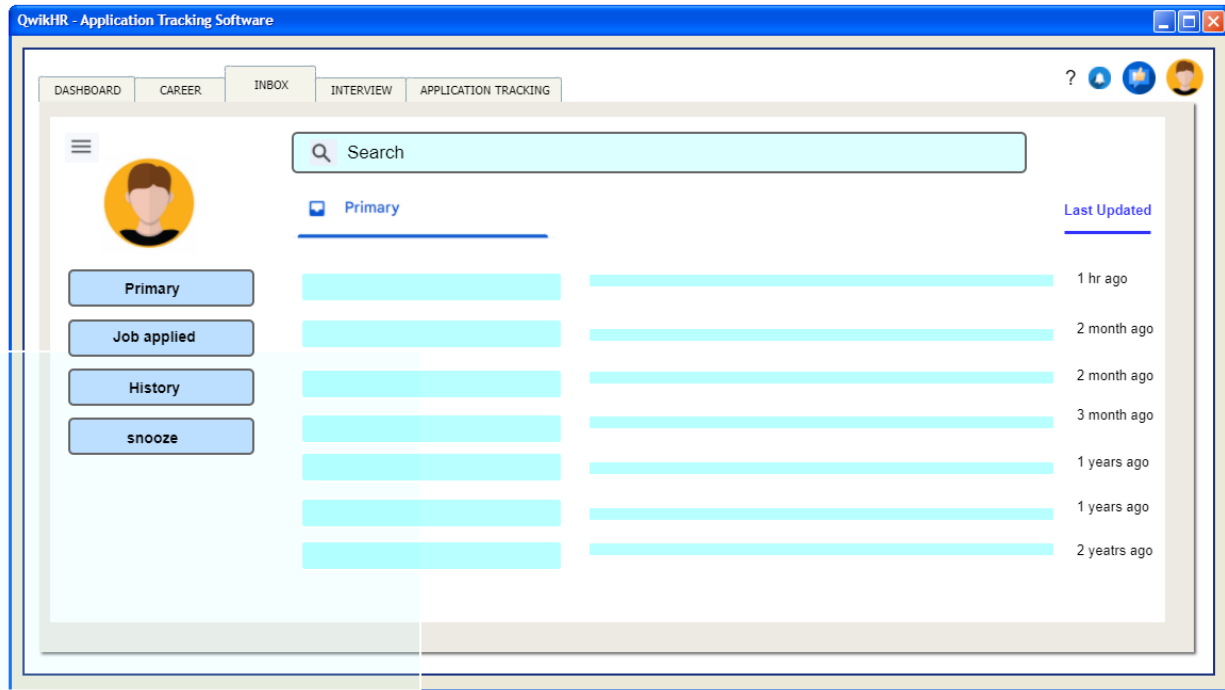 QwikHR - Application Tracking Software
DASHBOARD
CAREER
INBOX
INTERVIEW
APPLICATION TRACKING
?
Search
Primary
Last Updated
Primary
Job applied
History
snooze
1 hr ago
2 month ago
2 month ago
3 month ago
1 years ago
1 years ago
2 yeatrs ago